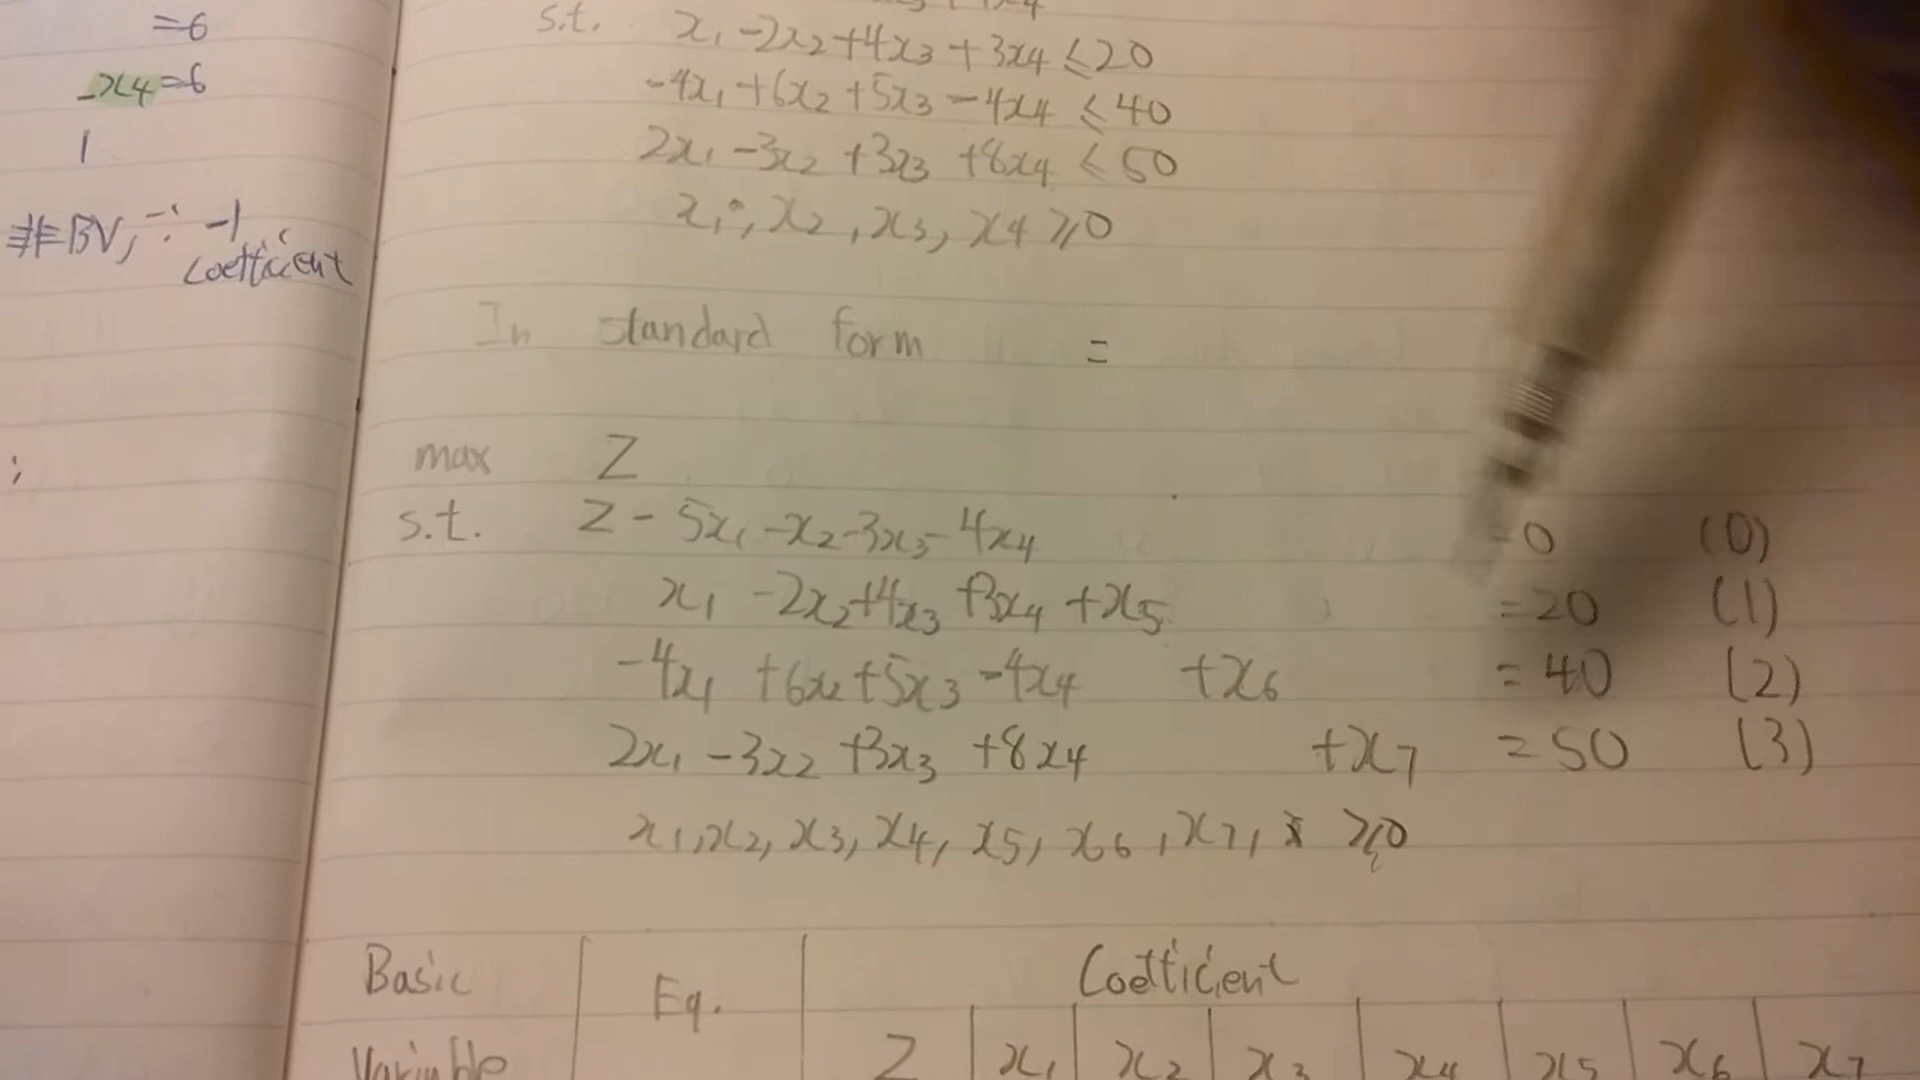 =6
-x4=6
1
非BV, ∵ -1
coefficient
;
s.t. x1 -2x2 +4x3 + 3x4 ≤ 20
-4x1 +6x2 +5x3 -4x4 ≤ 40
2x1 -3x2 +3x3 +8x4 ≤ 50
x1, x2, x3, x4 ≥ 0
In standard form =
max Z
s.t. Z - 5x1 -x2 -3x3 -4x4 =0 (0)
x1 -2x2 +4x3 +3x4 +x5 =20 (1)
-4x1 +6x2 +5x3 -4x4 +x6 =40 (2)
2x1 -3x2 +3x3 +8x4 +x7 =50 (3)
x1, x2, x3, x4, x5, x6, x7, ≥0
Basic Eq. Coefficient
Variable Z x1 x2 x3 x4 x5 x6 x7